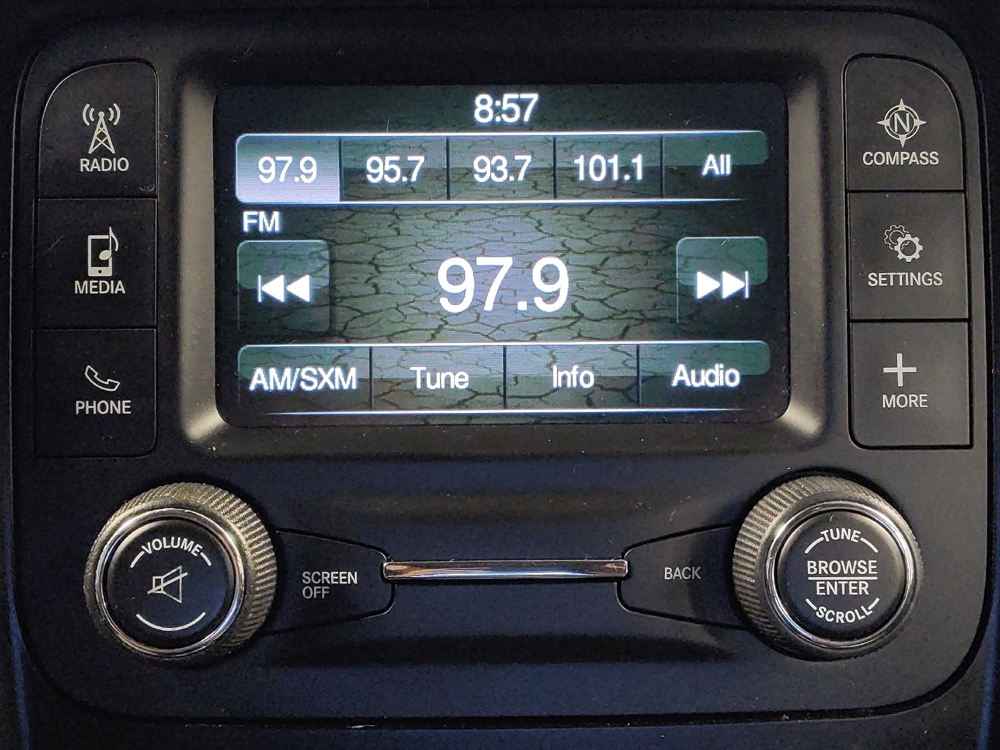 8:57
97.9 95.7 93.7 101.1 All
FM
97.9
AM/SXM Tune Info Audio
RADIO
MEDIA
PHONE
N
COMPASS
SETTINGS
MORE
VOLUME
SCREEN
OFF
BACK
TUNE
BROWSE
ENTER
SCROLL